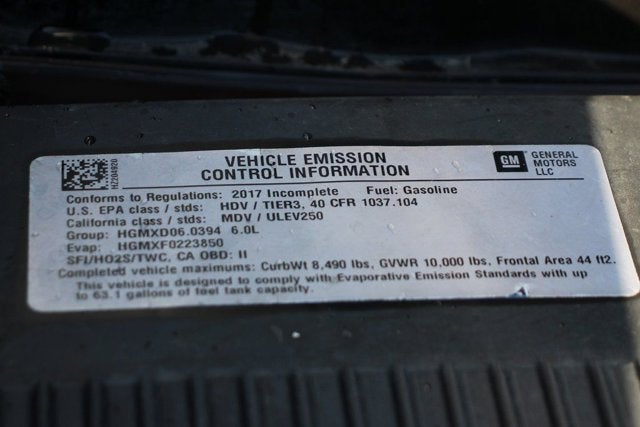 HZ204920
VEHICLE EMISSION
CONTROL INFORMATION
GM
GENERAL
MOTORS
LLC
Conforms to Regulations: 2017 Incomplete Fuel: Gasoline
U.S. EPA class / stds: HDV / TIER3, 40 CFR 1037.104
California class / stds: MDV / ULEV250
Group: HGMXD06.0394 6.0L
Evap: HGMXF0223850
SFI/HO2S/TWC, CA OBD: II
Completed vehicle maximums: CurbWt 8,490 lbs, GVWR 10,000 lbs, Frontal Area 44 ft2.
This vehicle is designed to comply with Evaporative Emission Standards with up
to 63.1 gallons of fuel tank capacity.